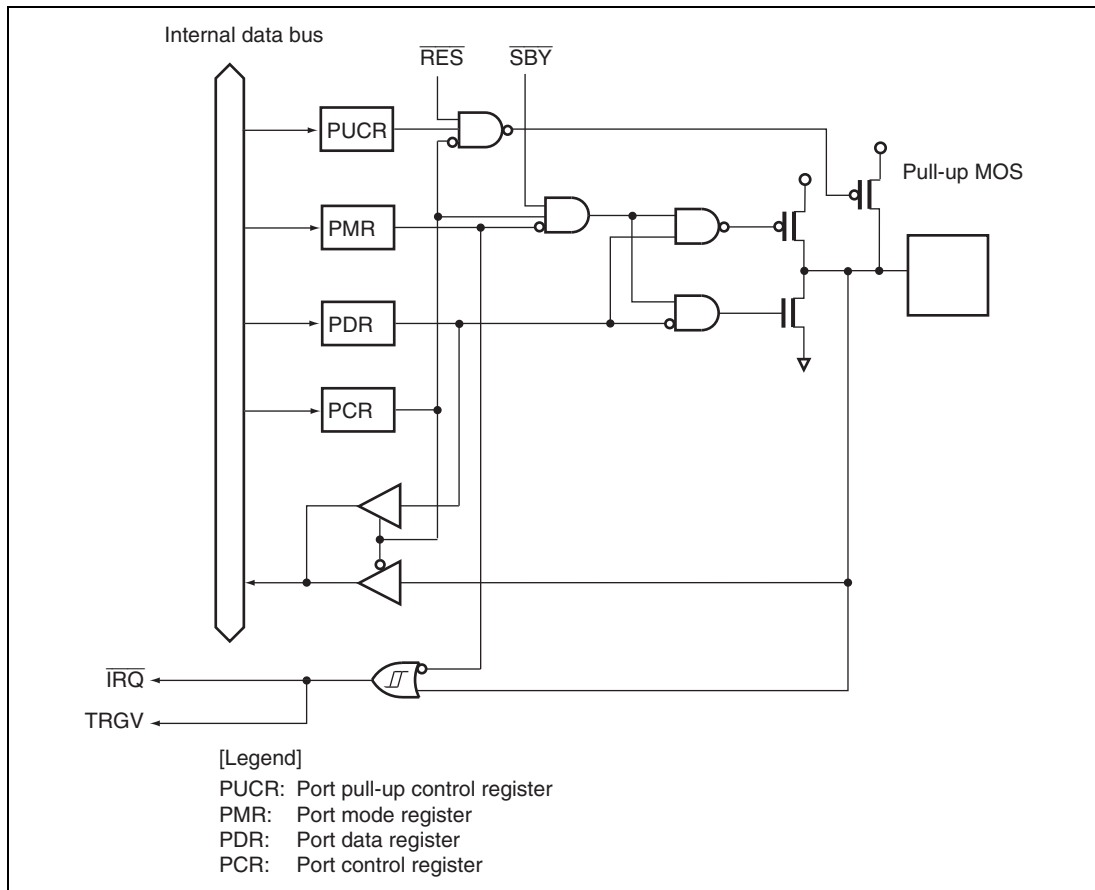 Internal data bus
RES
SBY
PUCR
Pull-up MOS
PMR
PDR
PCR
IRQ
TRGV
[Legend]
PUCR: Port pull-up control register
PMR: Port mode register
PDR: Port data register
PCR: Port control register